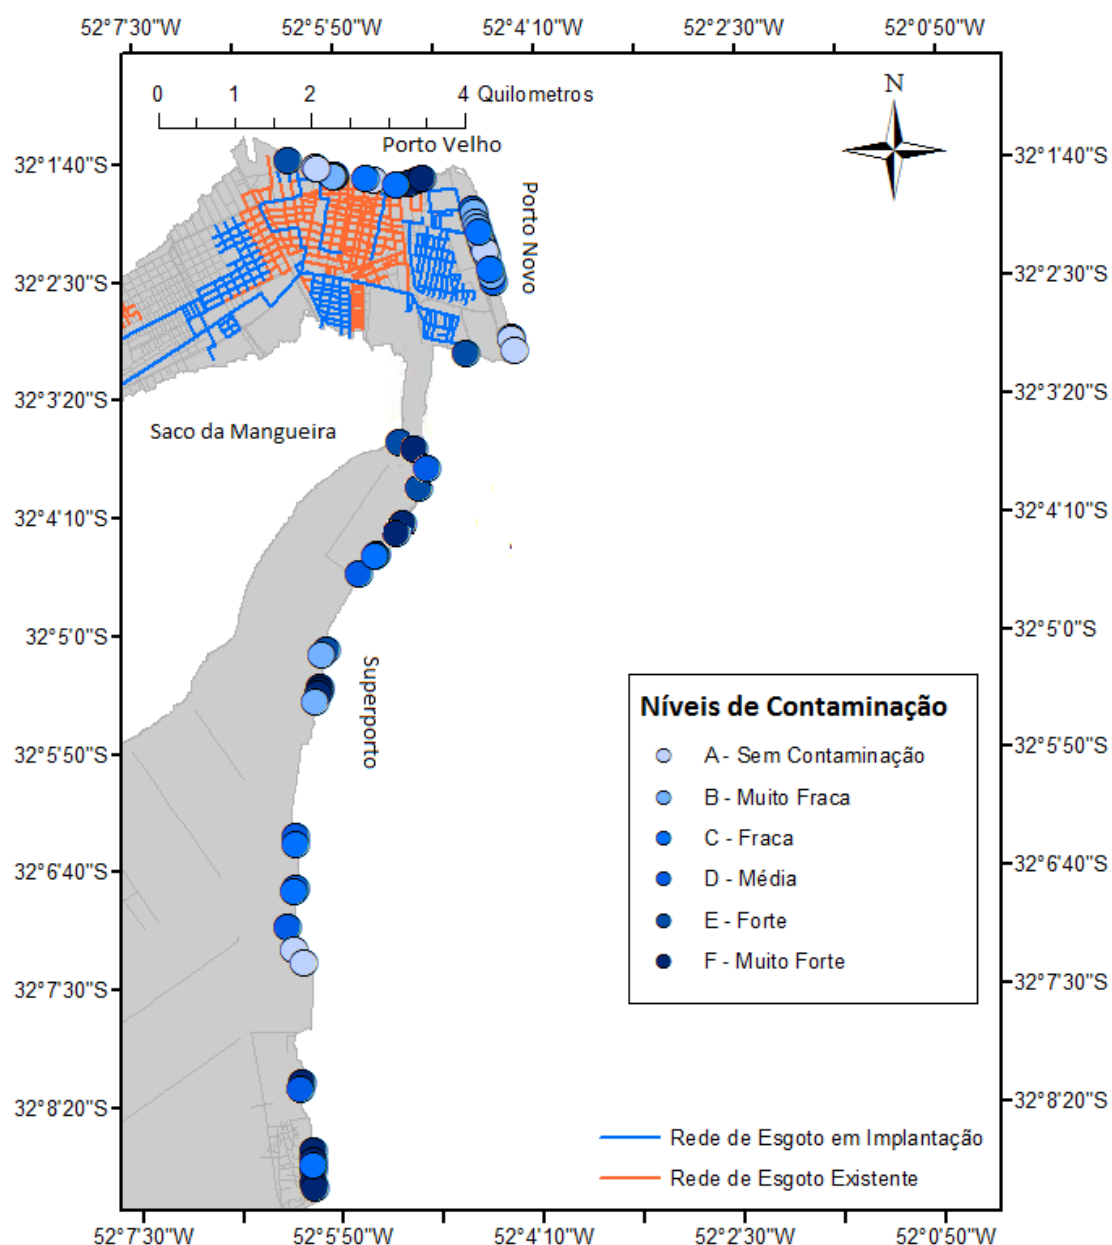 52°7'30"W 52°5'50"W 52°4'10"W 52°2'30"W 52°0'50"W
0 1 2 4 Quilometros
N
Porto Velho
32°1'40"S 32°1'40"S
Porto Novo
32°2'30"S 32°2'30"S
32°3'20"S 32°3'20"S
Saco da Mangueira
32°4'10"S 32°4'10"S
32°5'0"S 32°5'0"S
Superporto
32°5'50"S 32°5'50"S
32°6'40"S 32°6'40"S
32°7'30"S 32°7'30"S
32°8'20"S 32°8'20"S
Níveis de Contaminação
A - Sem Contaminação
B - Muito Fraca
C - Fraca
D - Média
E - Forte
F - Muito Forte
Rede de Esgoto em Implantação
Rede de Esgoto Existente
52°7'30"W 52°5'50"W 52°4'10"W 52°2'30"W 52°0'50"W